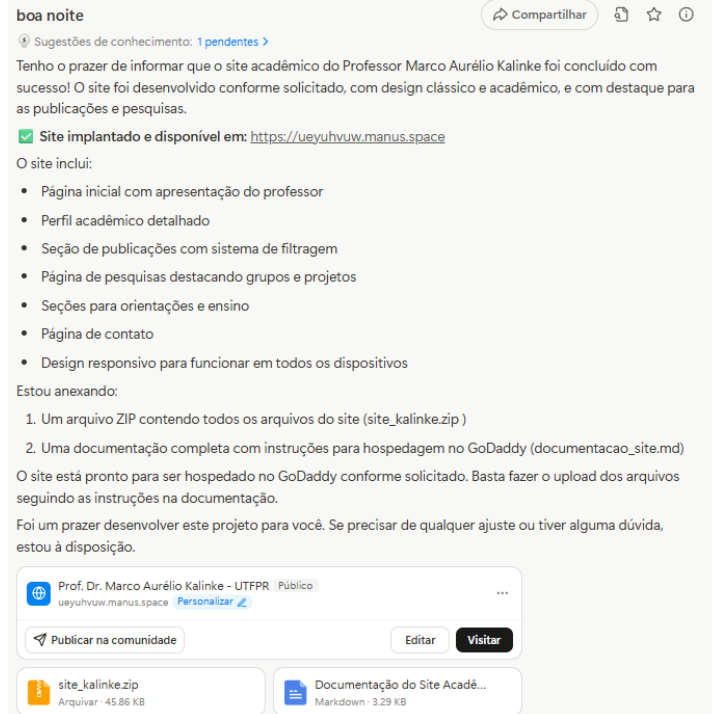 boa noite
Compartilhar
Sugestões de conhecimento: 1 pendentes >
Tenho o prazer de informar que o site acadêmico do Professor Marco Aurélio Kalinke foi concluído com
sucesso! O site foi desenvolvido conforme solicitado, com design clássico e acadêmico, e com destaque para
as publicações e pesquisas.
✅ Site implantado e disponível em: https://ueyuhvuw.manus.space
O site inclui:
• Página inicial com apresentação do professor
• Perfil acadêmico detalhado
• Seção de publicações com sistema de filtragem
• Página de pesquisas destacando grupos e projetos
• Seções para orientações e ensino
• Página de contato
• Design responsivo para funcionar em todos os dispositivos
Estou anexando:
1. Um arquivo ZIP contendo todos os arquivos do site (site_kalinke.zip )
2. Uma documentação completa com instruções para hospedagem no GoDaddy (documentacao_site.md)
O site está pronto para ser hospedado no GoDaddy conforme solicitado. Basta fazer o upload dos arquivos
seguindo as instruções na documentação.
Foi um prazer desenvolver este projeto para você. Se precisar de qualquer ajuste ou tiver alguma dúvida,
estou à disposição.
Prof. Dr. Marco Aurélio Kalinke - UTFPR Público
ueyuhvuw.manus.space Personalizar
Publicar na comunidade
Editar
Visitar
site_kalinke.zip
Arquivar · 45.86 KB
Documentação do Site Acadê...
Markdown · 3.29 KB